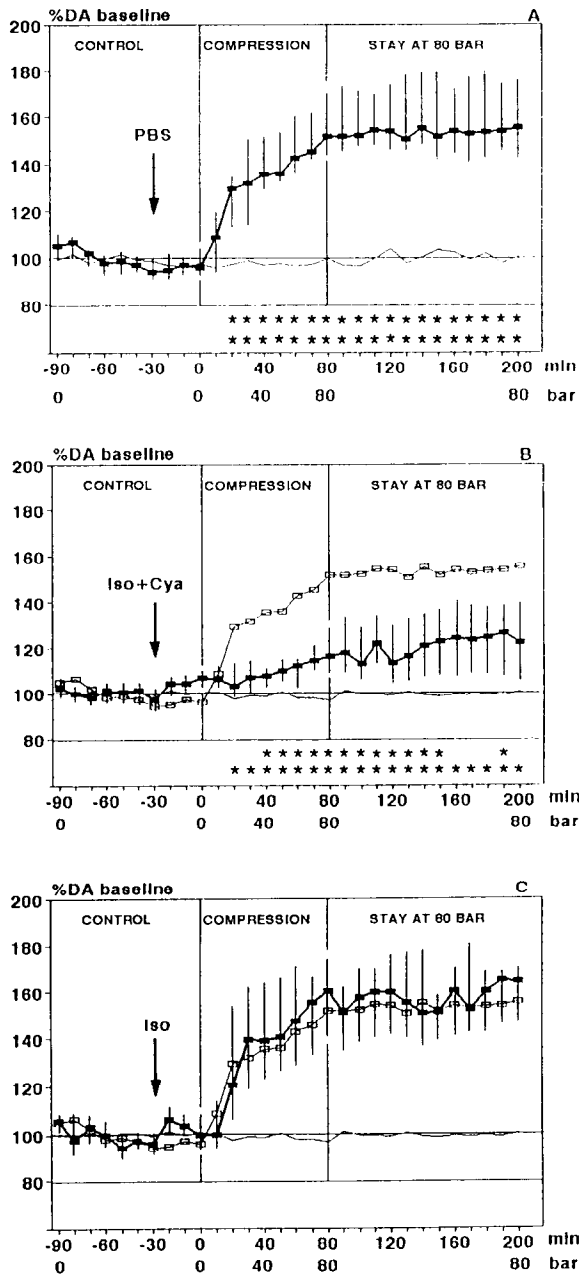 %DA baseline A
200 CONTROL COMPRESSION STAY AT 80 BAR
180
160
PBS
140
120
100
80
★ ★ ★ ★ ★ ★ ★ ★ ★ ★ ★ ★ ★ ★ ★ ★ ★ ★ ★
★ ★ ★ ★ ★ ★ ★ ★ ★ ★ ★ ★ ★ ★ ★ ★ ★ ★ ★
-90 -60 -30 0 40 80 120 160 200 min
0 0 40 80 80 bar
%DA baseline B
200
CONTROL COMPRESSION STAY AT 80 BAR
180
160
Iso+Cya
140
120
100
80
★ ★ ★ ★ ★ ★ ★ ★ ★ ★ ★ ★ ★
★ ★ ★ ★ ★ ★ ★ ★ ★ ★ ★ ★ ★ ★ ★ ★ ★ ★ ★
-90 -60 -30 0 40 80 120 160 200 min
0 0 40 80 80 bar
%DA baseline C
200
CONTROL COMPRESSION STAY AT 80 BAR
180
160
Iso
140
120
100
80
-90 -60 -30 0 40 80 120 160 200 min
0 0 40 80 80 bar